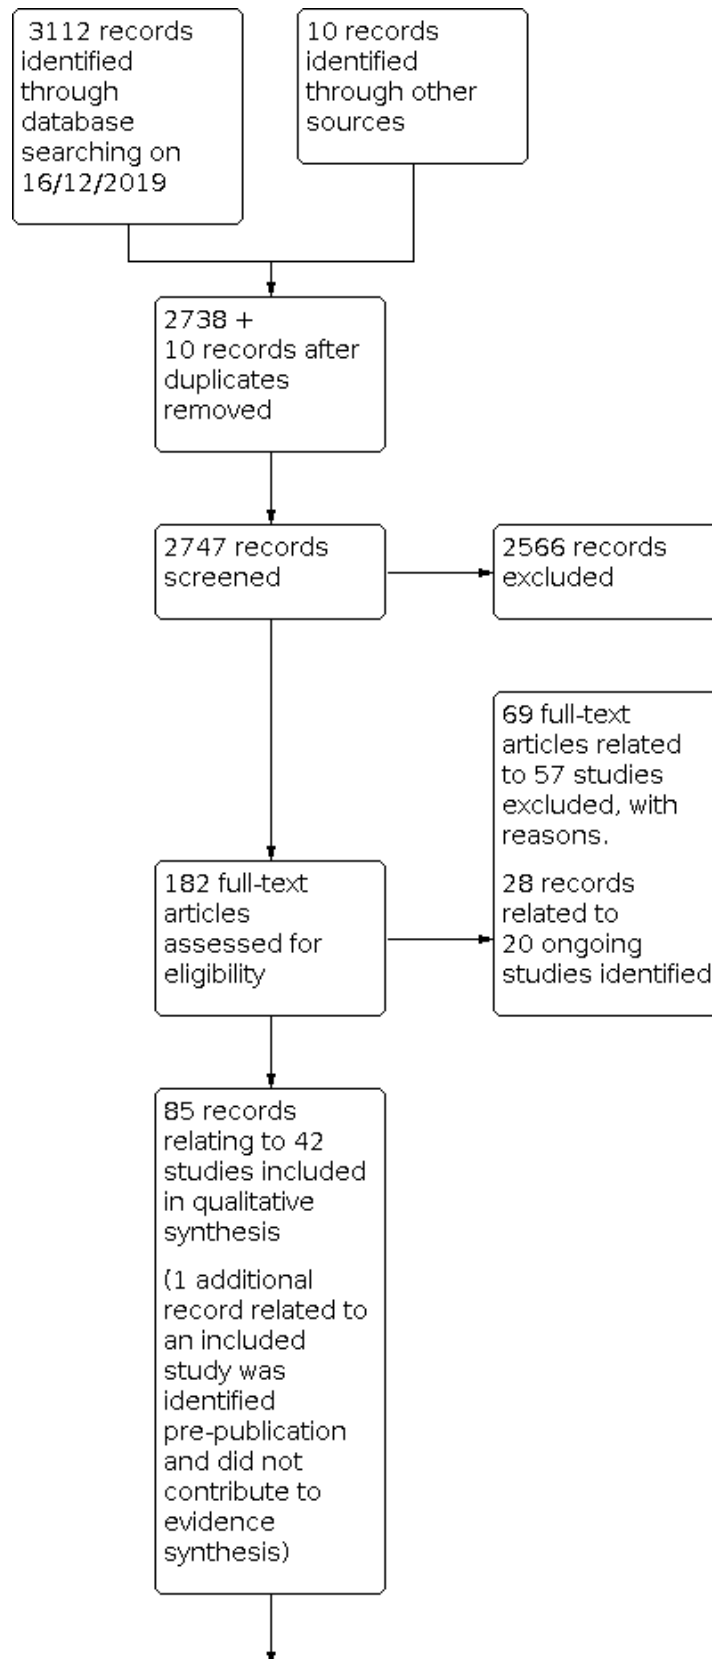 3112 records
identified
through
database
searching on
16/12/2019
10 records
identified
through other
sources
2738 +
10 records after
duplicates
removed
2747 records
screened
2566 records
excluded
69 full-text
articles related
to 57 studies
excluded, with
reasons.
28 records
related to
20 ongoing
studies identified
182 full-text
articles
assessed for
eligibility
85 records
relating to 42
studies included
in qualitative
synthesis
(1 additional
record related to
an included
study was
identified
pre-publication
and did not
contribute to
evidence
synthesis)